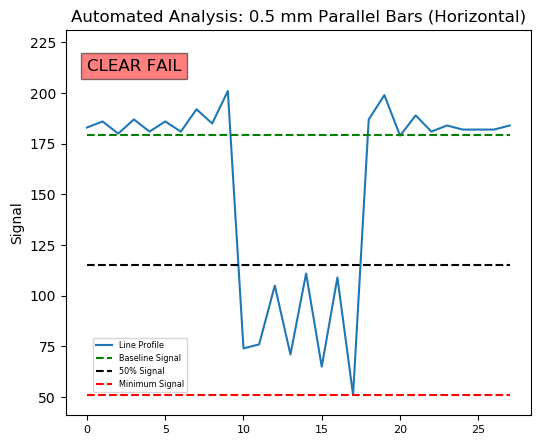 Automated Analysis: 0.5 mm Parallel Bars (Horizontal)
CLEAR FAIL
Signal
225
200
175
150
125
100
75
50
0
5
10
15
20
25
Line Profile
Baseline Signal
50% Signal
Minimum Signal